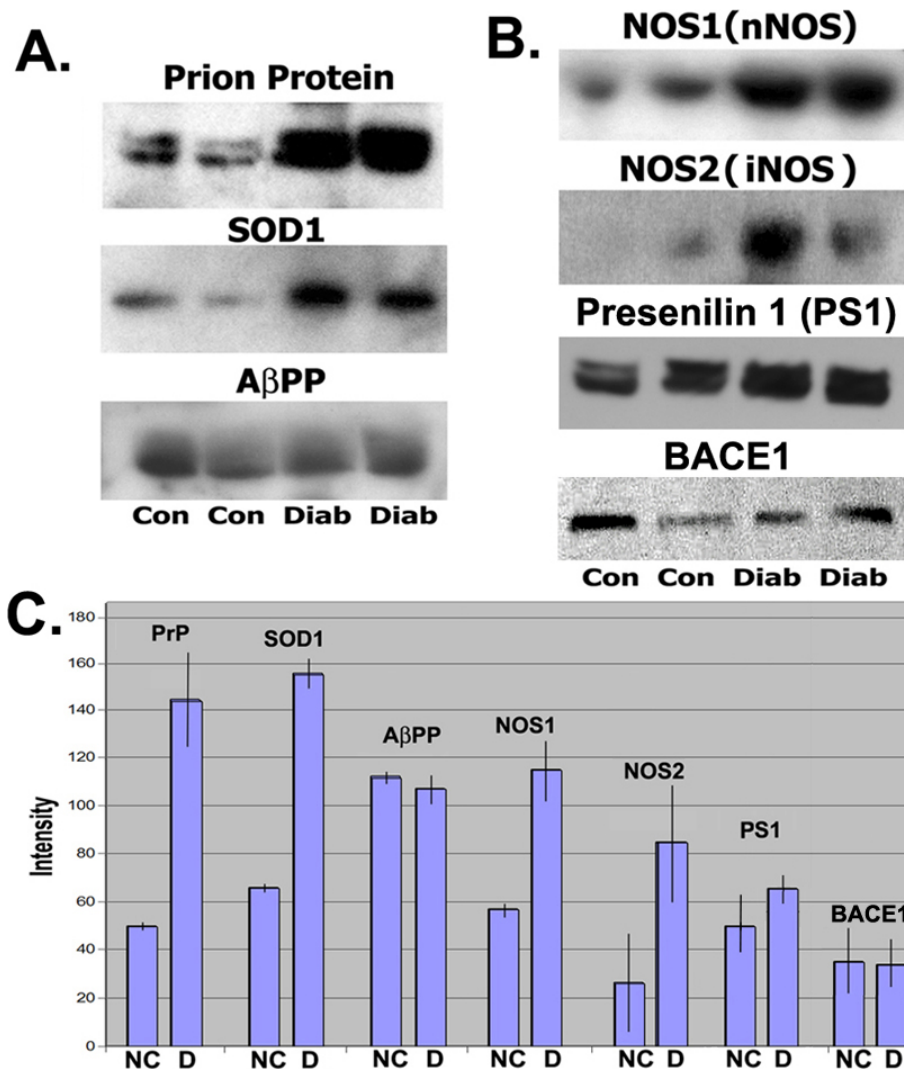 A.
Prion Protein
SOD1
AβPP
Con Con Diab Diab
B.
NOS1(nNOS)
NOS2(iNOS)
Presenilin 1 (PS1)
BACE1
Con Con Diab Diab
C.
Intensity
180
160
140
120
100
80
60
40
20
0
PrP
SOD1
AβPP
NOS1
NOS2
PS1
BACE1
NC D NC D NC D NC D NC D NC D NC D